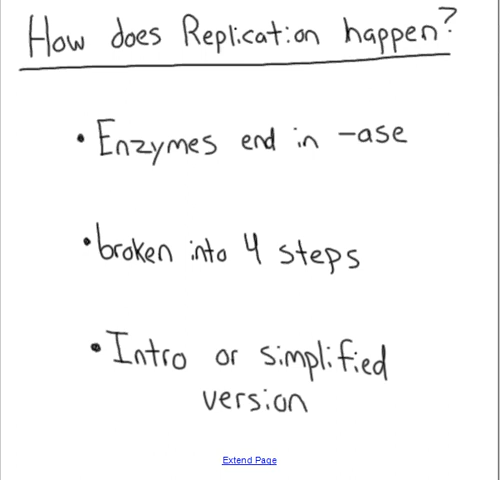 How does Replication happen?
• Enzymes end in -ase
• broken into 4 steps
• Intro or simplified
version
Extend Page